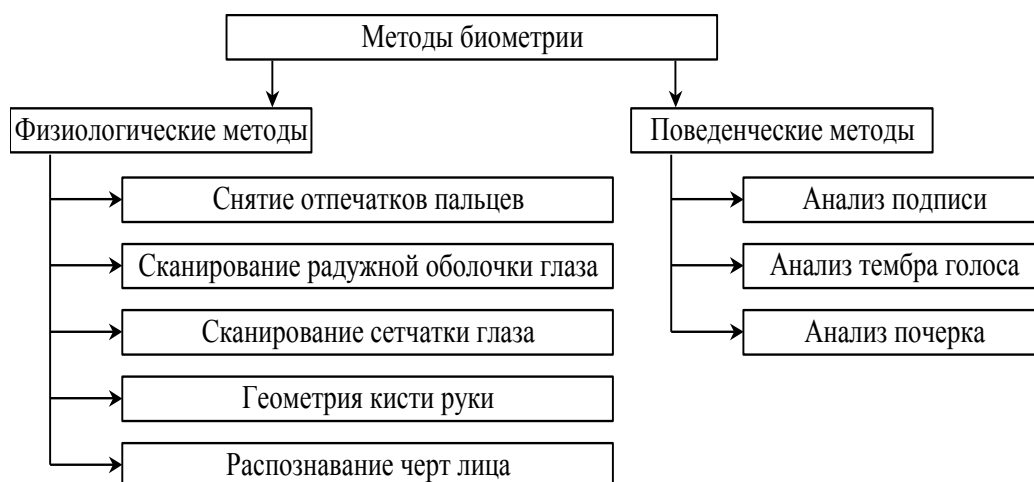 Методы биометрии
Физиологические методы
Снятие отпечатков пальцев
Сканирование радужной оболочки глаза
Сканирование сетчатки глаза
Геометрия кисти руки
Распознавание черт лица
Поведенческие методы
Анализ подписи
Анализ тембра голоса
Анализ почерка